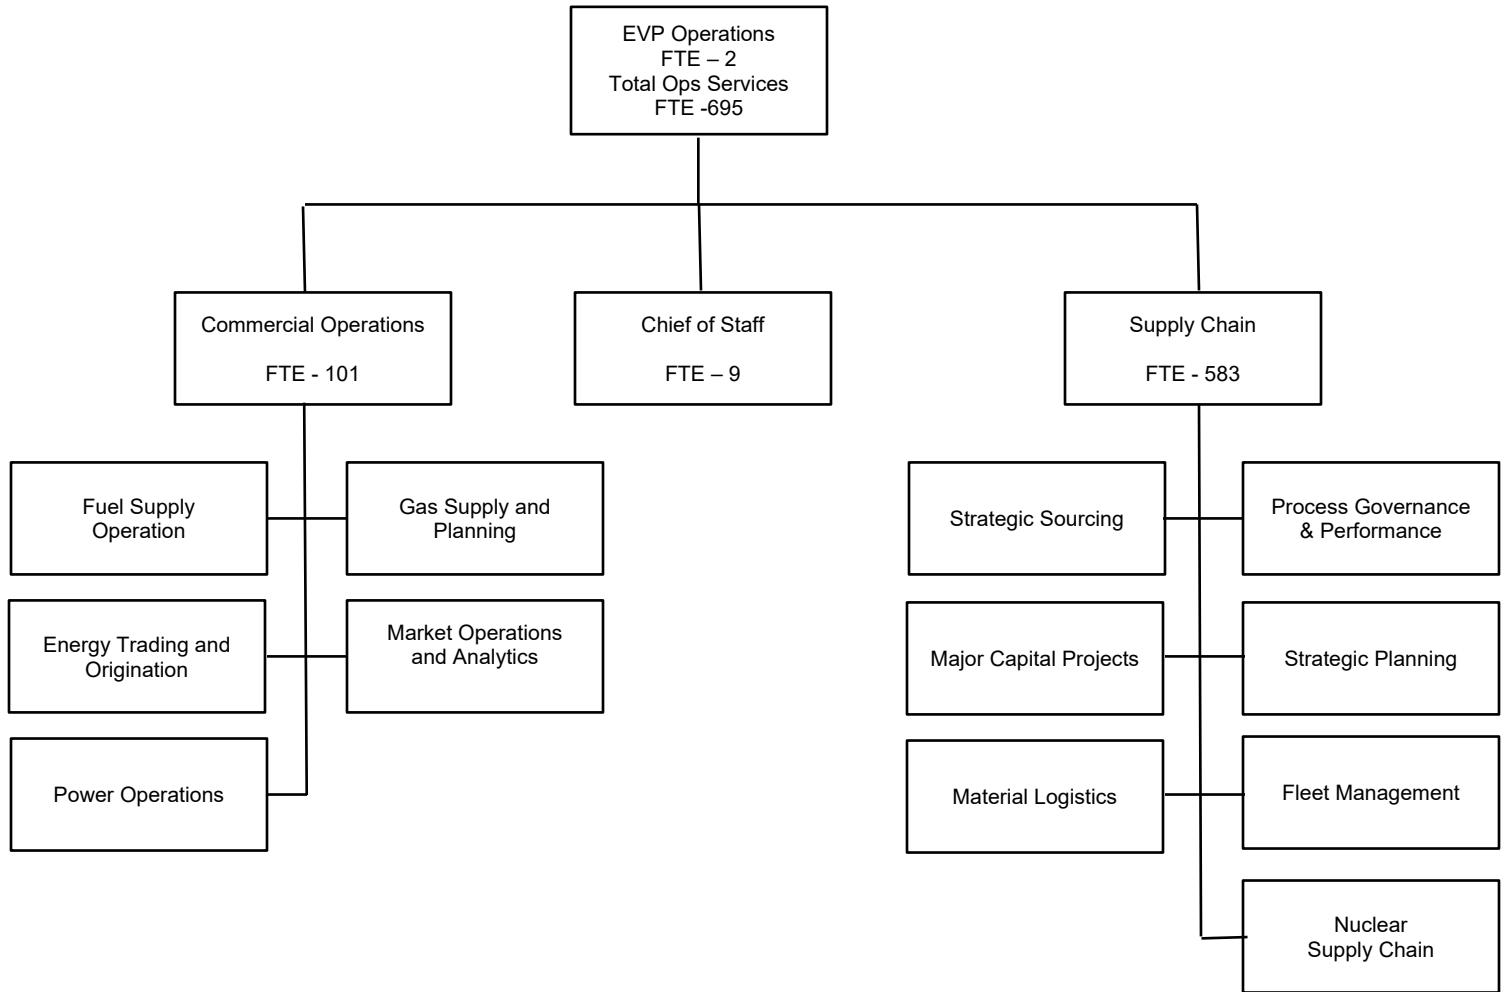 EVP Operations
FTE – 2
Total Ops Services
FTE -695
Commercial Operations
FTE - 101
Chief of Staff
FTE – 9
Supply Chain
FTE - 583
Fuel Supply
Operation
Gas Supply and
Planning
Strategic Sourcing
Process Governance
& Performance
Energy Trading and
Origination
Market Operations
and Analytics
Major Capital Projects
Strategic Planning
Power Operations
Material Logistics
Fleet Management
Nuclear
Supply Chain